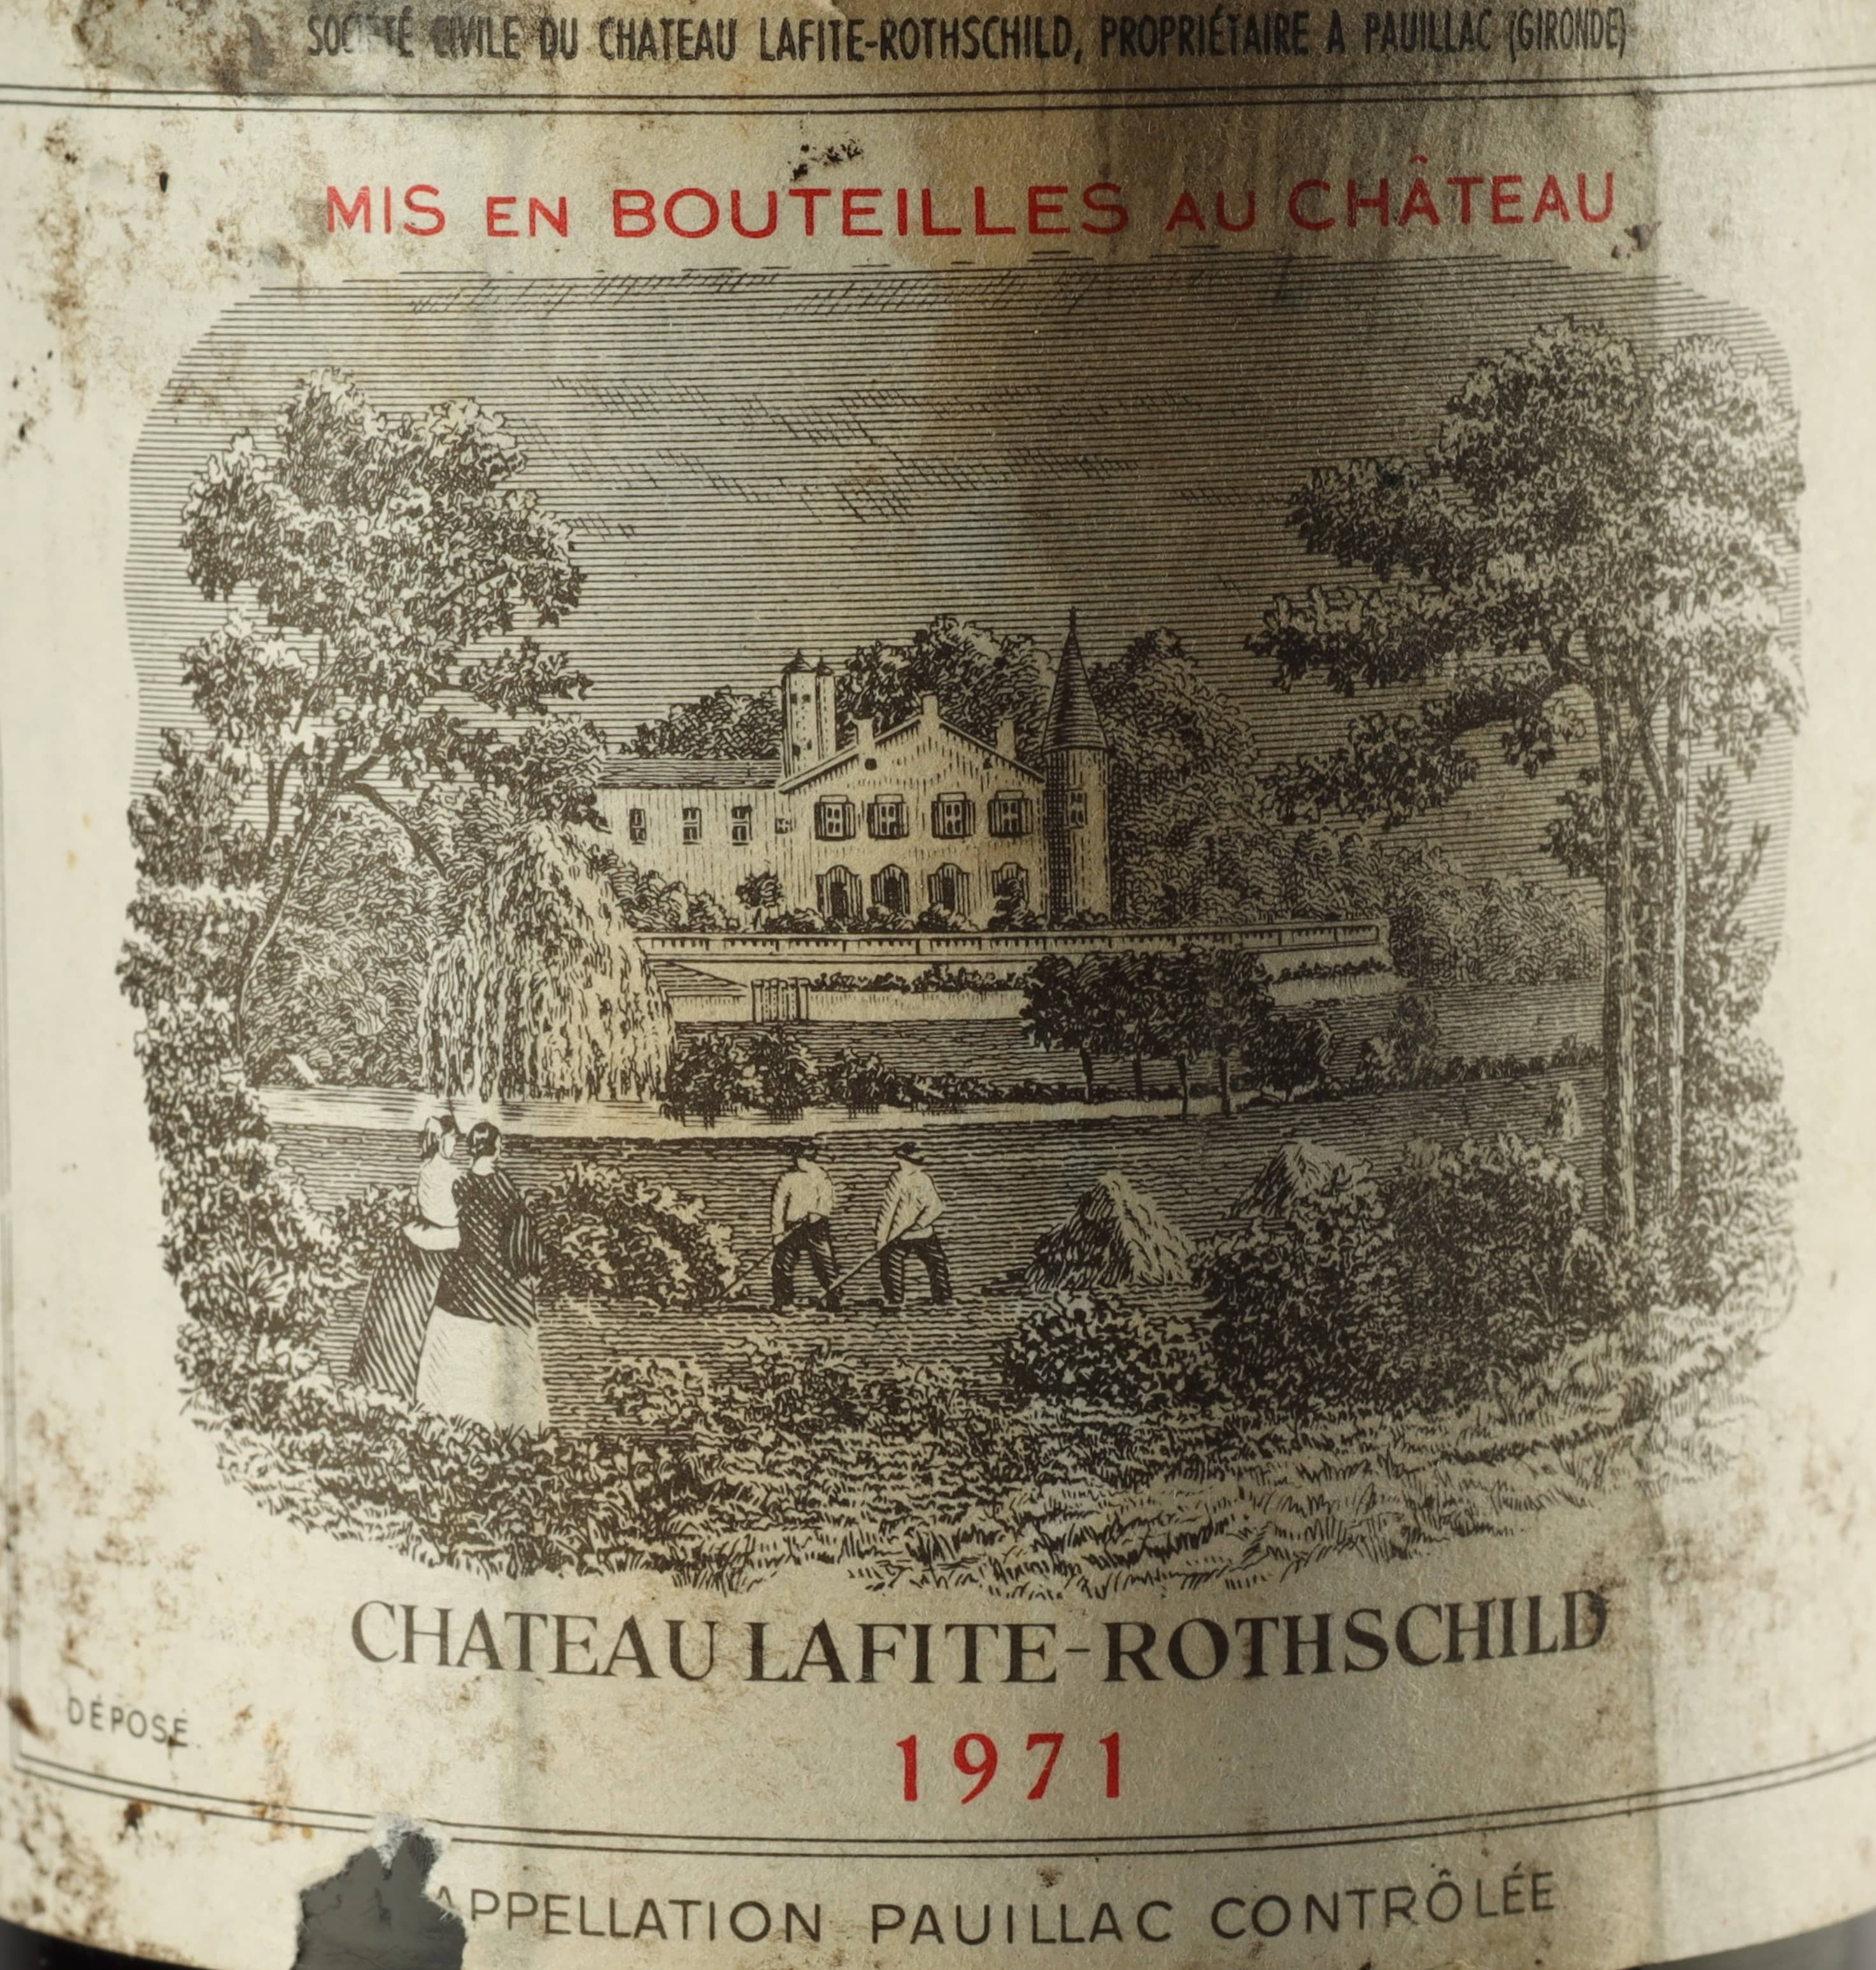 SOCIÉTÉ CIVILE DU CHATEAU LAFITE-ROTHSCHILD, PROPRIÉTAIRE A PAUILLAC (GIRONDE)
MIS EN BOUTEILLES AU CHÂTEAU
CHATEAU LAFITE-ROTHSCHILD
DÉPOSÉ
1971
APPELLATION PAUILLAC CONTRÔLÉE